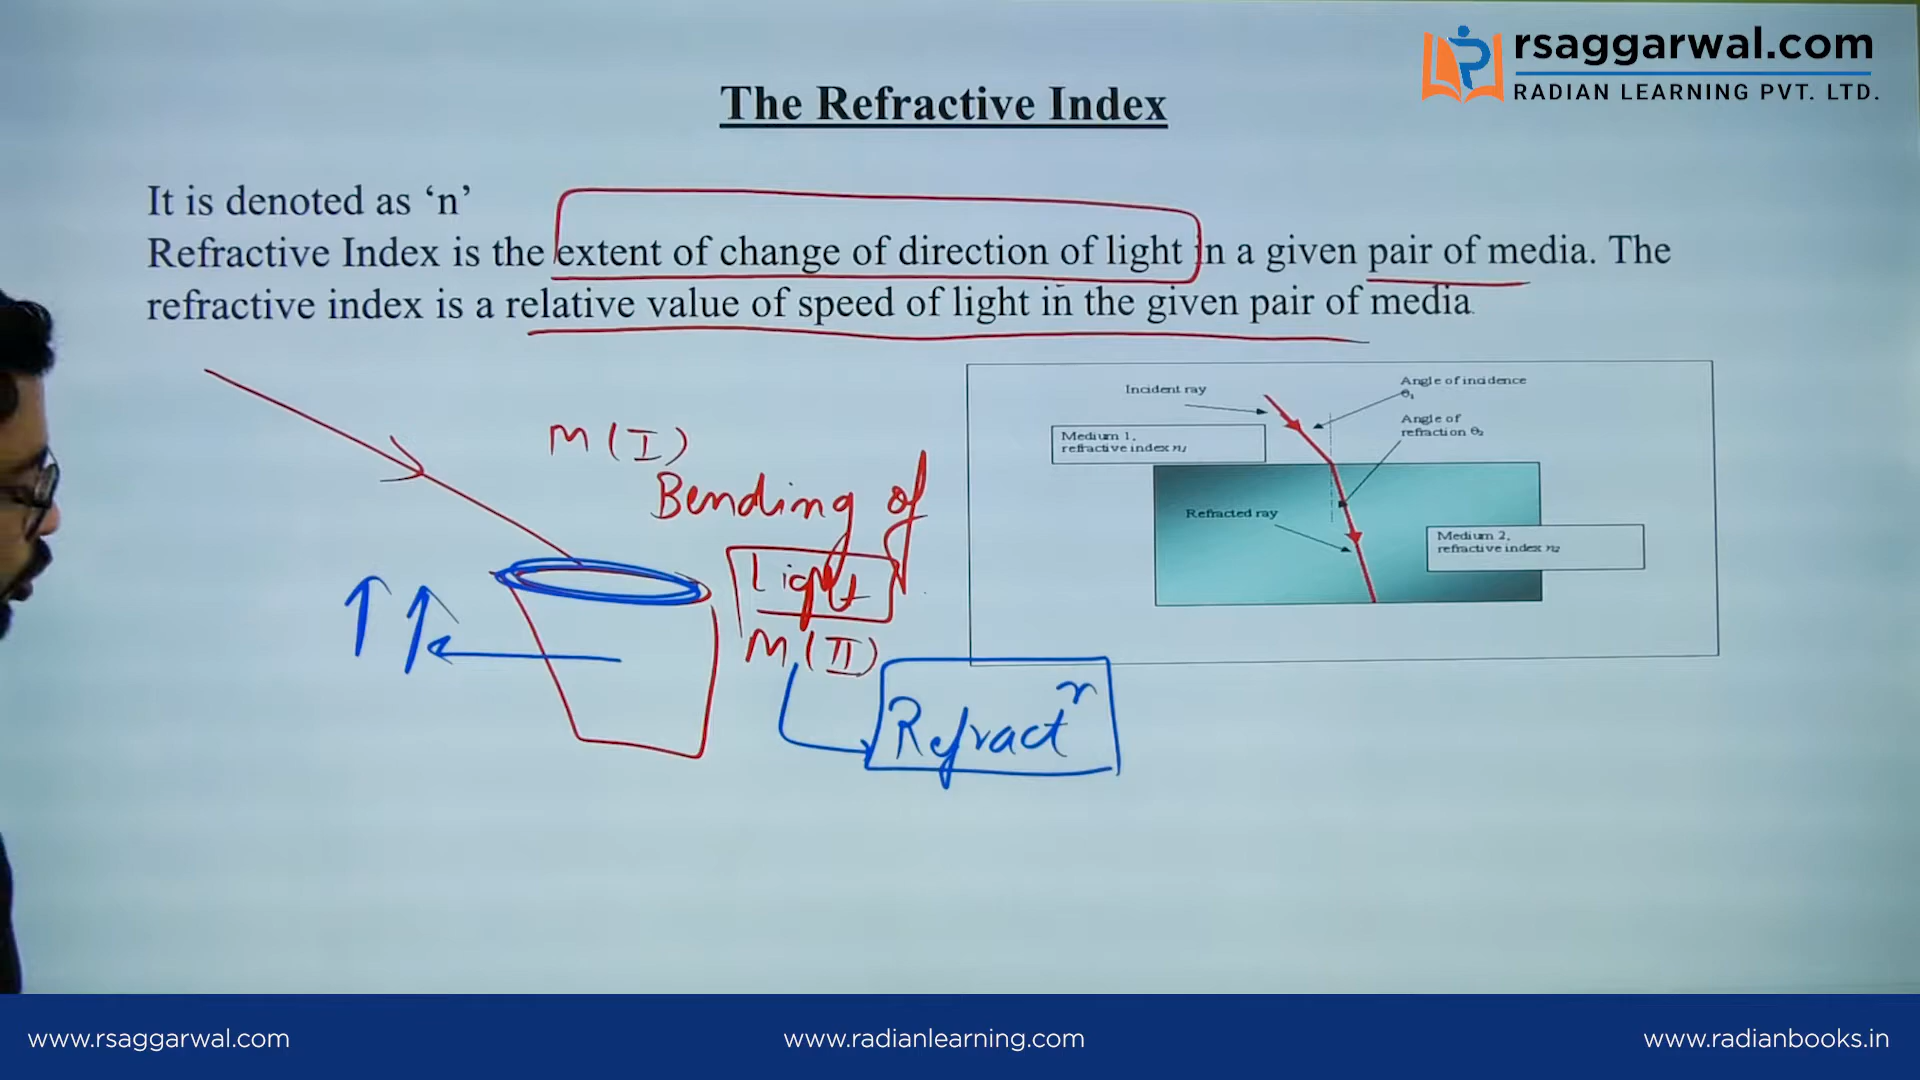 rsaggarwal.com
RADIAN LEARNING PVT. LTD.
The Refractive Index
It is denoted as ‘n’
Refractive Index is the extent of change of direction of light in a given pair of media. The
refractive index is a relative value of speed of light in the given pair of media.
Incident ray
Angle of incidence
θ₁
Angle of
refraction θ₂
Medium 1,
refractive index n₁
Refracted ray
Medium 2,
refractive index n₂
M (I)
Bending of
Light
M (II)
Refractⁿ
www.rsaggarwal.com
www.radianlearning.com
www.radianbooks.in